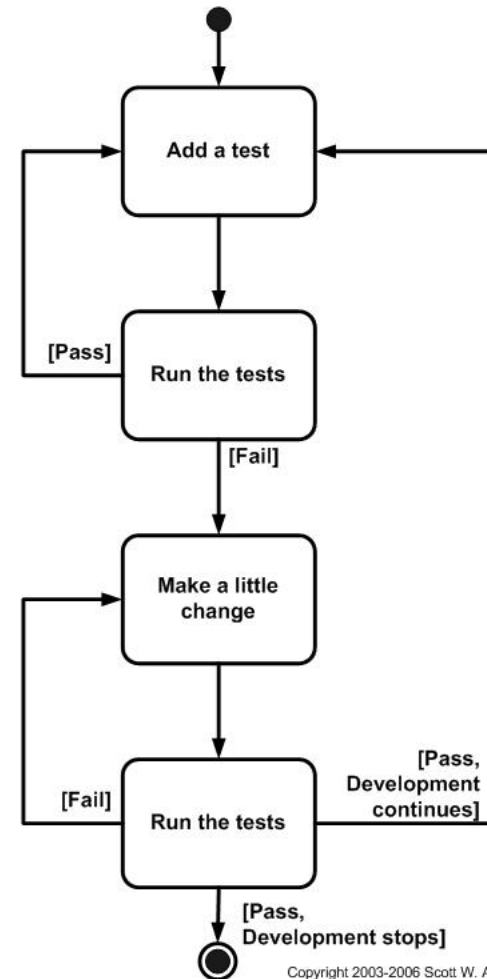 Add a test
[Pass]
Run the tests
[Fail]
Make a little
change
[Fail]
Run the tests
[Pass,
Development
continues]
[Pass,
Development stops]
Copyright 2003-2006 Scott W. A